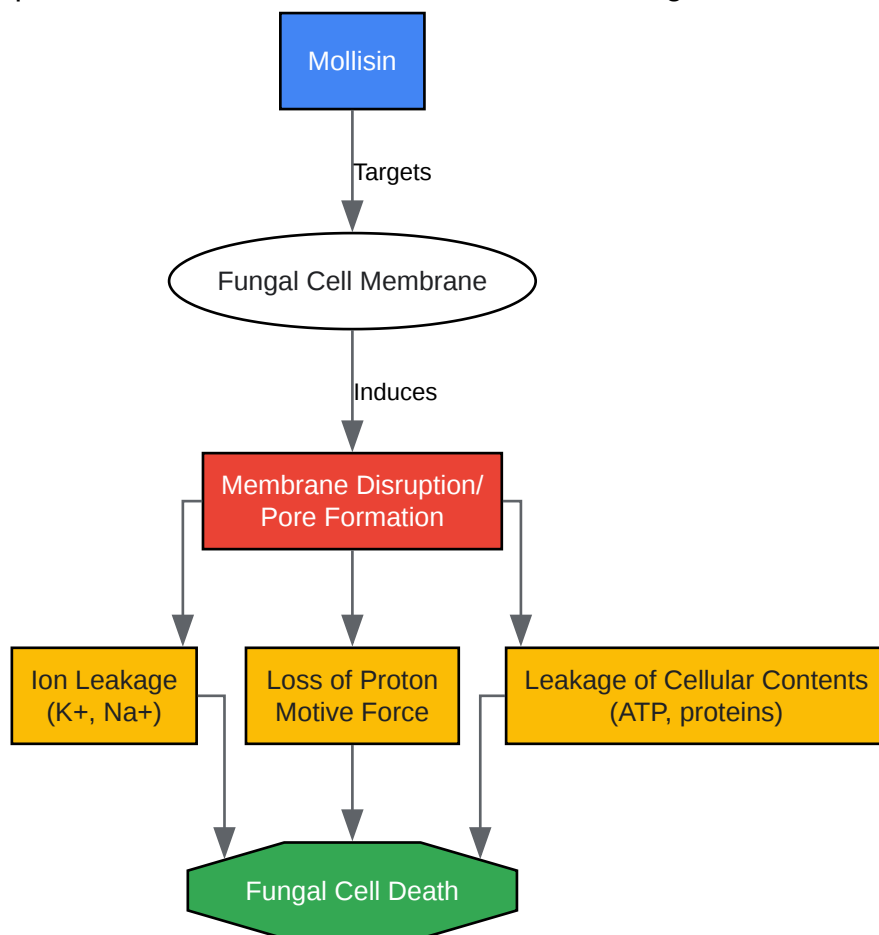 Mollisin
Targets
Fungal Cell Membrane
Induces
Membrane Disruption/
Pore Formation
Ion Leakage
(K+, Na+)
Loss of Proton
Motive Force
Leakage of Cellular Contents
(ATP, proteins)
Fungal Cell Death